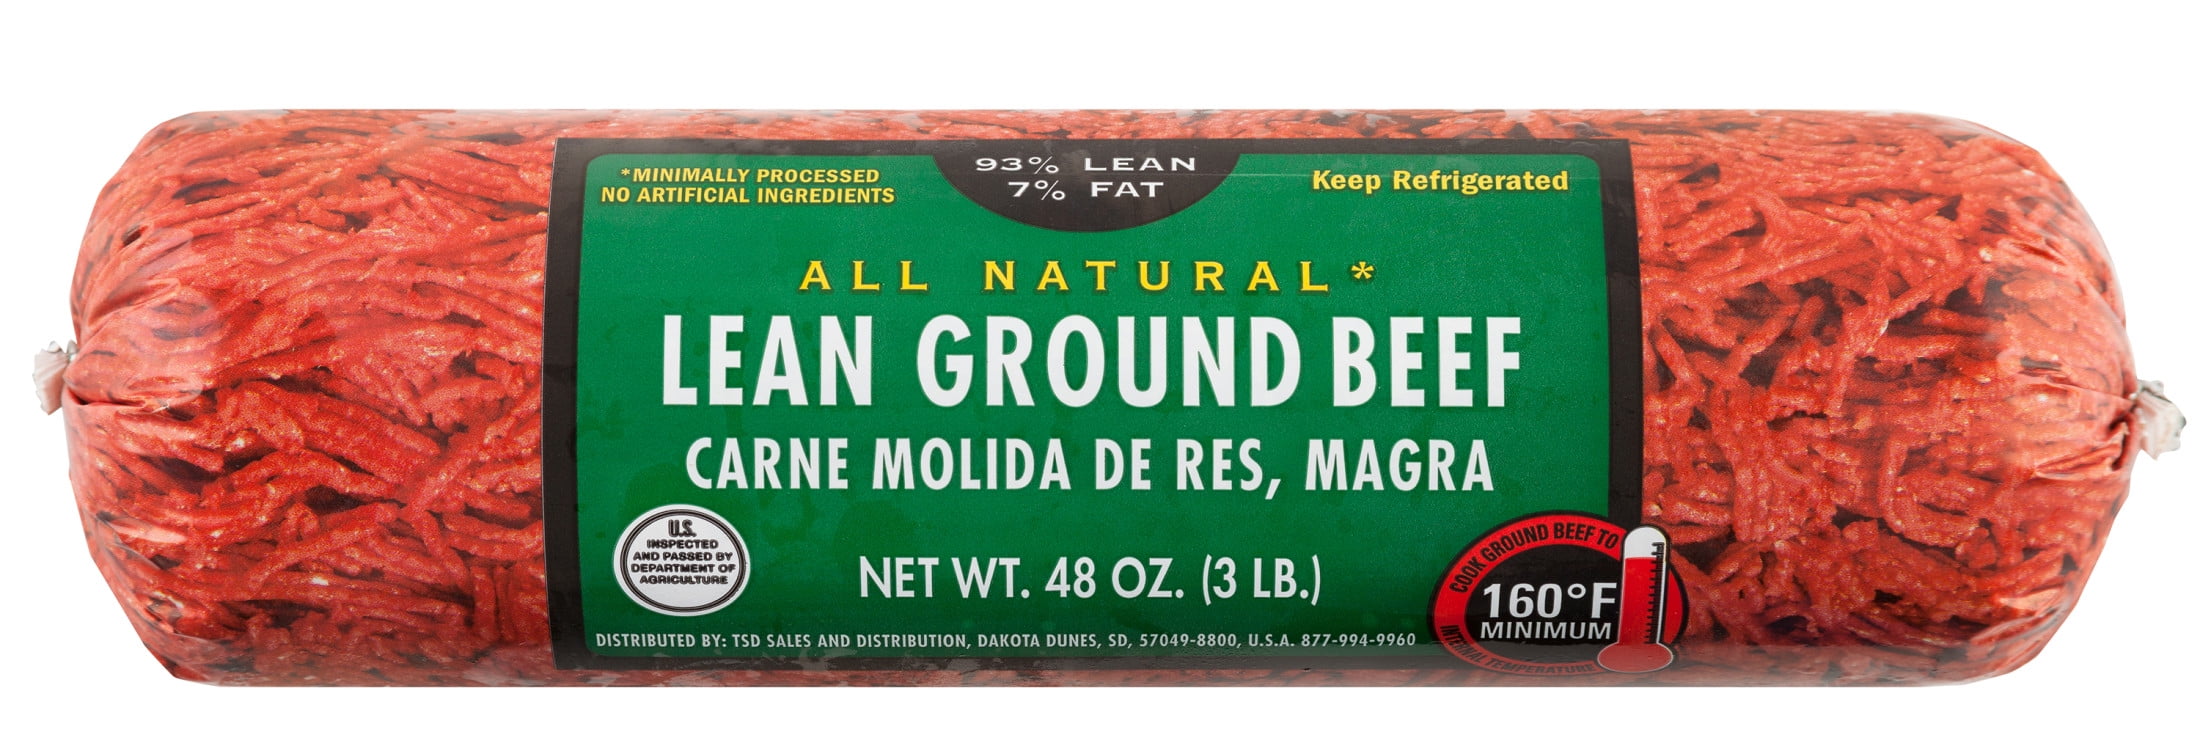 *MINIMALLY PROCESSED
NO ARTIFICIAL INGREDIENTS
93% LEAN
7% FAT
Keep Refrigerated
ALL NATURAL*
LEAN GROUND BEEF
CARNE MOLIDA DE RES, MAGRA
U.S.
INSPECTED
AND PASSED BY
DEPARTMENT OF
AGRICULTURE
NET WT. 48 OZ. (3 LB.)
COOK GROUND BEEF TO
160°F
MINIMUM
INTERNAL TEMPERATURE
DISTRIBUTED BY: TSD SALES AND DISTRIBUTION, DAKOTA DUNES, SD, 57049-8800, U.S.A. 877-994-9960